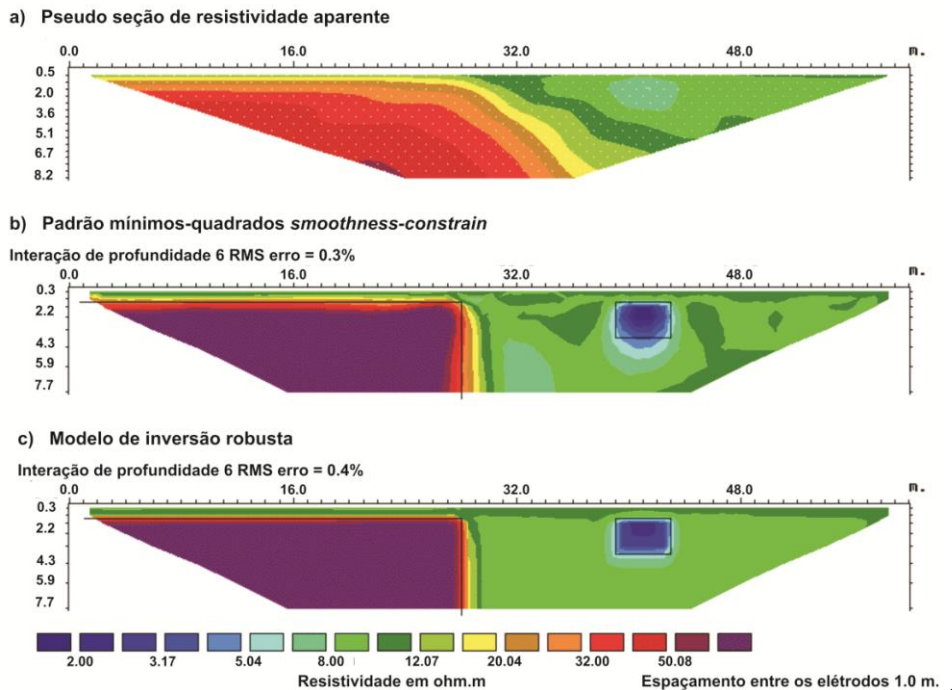 a) Pseudo seção de resistividade aparente
0.0 16.0 32.0 48.0 m.
0.5
2.0
3.6
5.1
6.7
8.2
b) Padrão mínimos-quadrados smoothness-constrain
Interação de profundidade 6 RMS erro = 0.3%
0.0 16.0 32.0 48.0 m.
0.3
2.2
4.3
5.9
7.7
c) Modelo de inversão robusta
Interação de profundidade 6 RMS erro = 0.4%
0.0 16.0 32.0 48.0 m.
0.3
2.2
4.3
5.9
7.7
2.00 3.17 5.04 8.00 12.07 20.04 32.00 50.08
Resistividade em ohm.m Espaçamento entre os elétrodos 1.0 m.